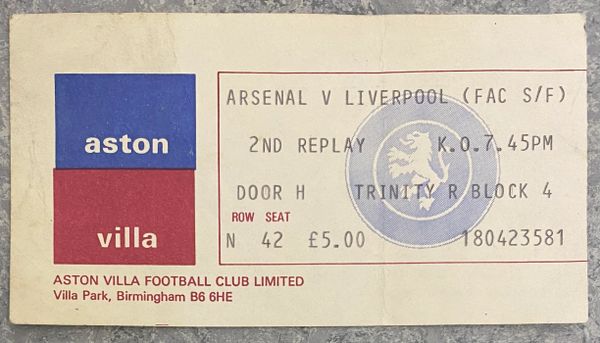 aston
villa
ARSENAL V LIVERPOOL (FAC S/F)
2ND REPLAY K.O.7.45PM
DOOR H TRINITY R BLOCK 4
ROW SEAT
N 42 £5.00 180423581
ASTON VILLA FOOTBALL CLUB LIMITED
Villa Park, Birmingham B6 6HE